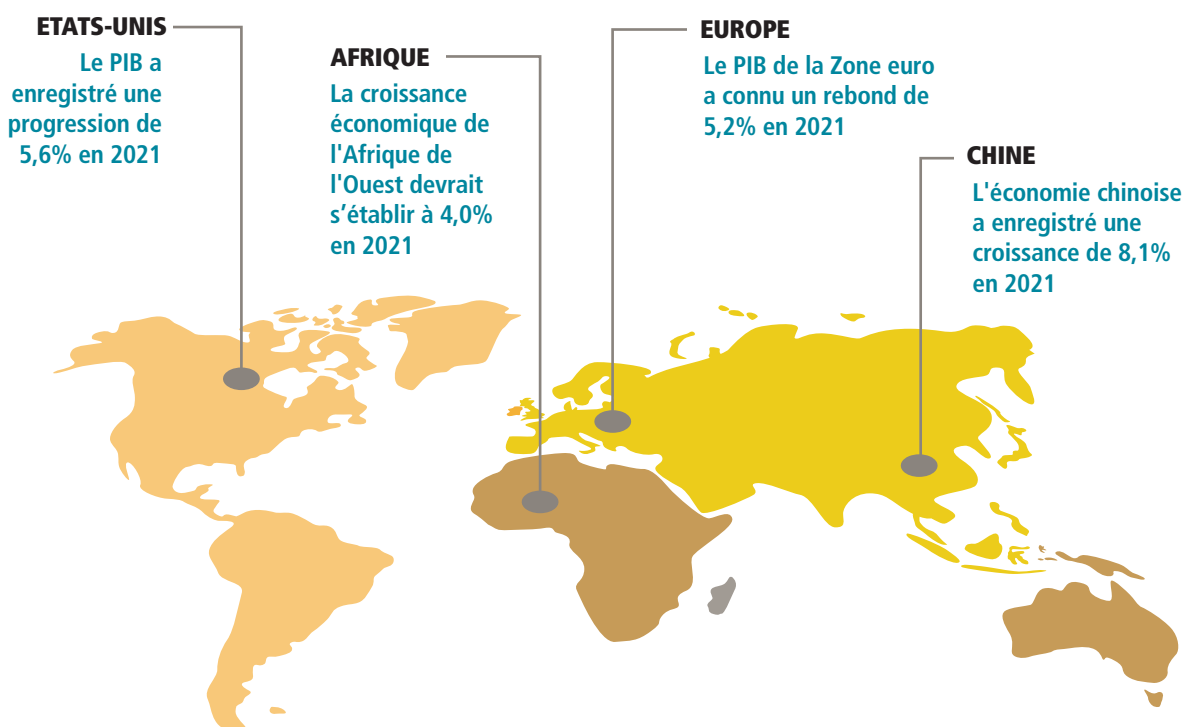 ETATS-UNIS
Le PIB a
enregistré une
progression de
5,6% en 2021
AFRIQUE
La croissance
économique de
l'Afrique de
l'Ouest devrait
s’établir à 4,0%
en 2021
EUROPE
Le PIB de la Zone euro
a connu un rebond de
5,2% en 2021
CHINE
L'économie chinoise
a enregistré une
croissance de 8,1%
en 2021